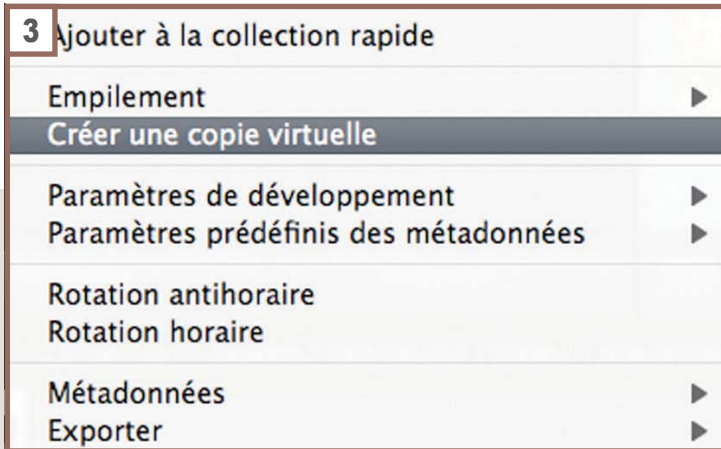 3
Ajouter à la collection rapide
Empilement
Créer une copie virtuelle
Paramètres de développement
Paramètres prédéfinis des métadonnées
Rotation antihoraire
Rotation horaire
Métadonnées
Exporter